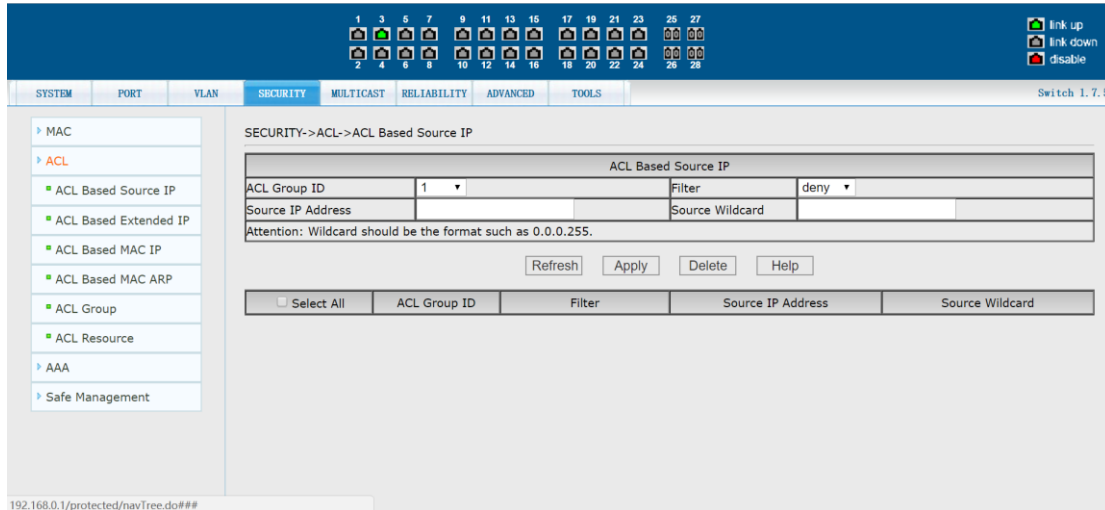 1 3 5 7 9 11 13 15 17 19 21 23 25 27
link up
link down
2 4 6 8 10 12 14 16 18 20 22 24 26 28
disable
SYSTEM PORT VLAN SECURITY MULTICAST RELIABILITY ADVANCED TOOLS Switch 1.7.5
MAC
ACL
ACL Based Source IP
ACL Based Extended IP
ACL Based MAC IP
ACL Based MAC ARP
ACL Group
ACL Resource
AAA
Safe Management
SECURITY->ACL->ACL Based Source IP
ACL Based Source IP
ACL Group ID 1 Filter deny
Source IP Address Source Wildcard
Attention: Wildcard should be the format such as 0.0.0.255.
Refresh Apply Delete Help
Select All ACL Group ID Filter Source IP Address Source Wildcard
192.168.0.1/protected/navTree.do###